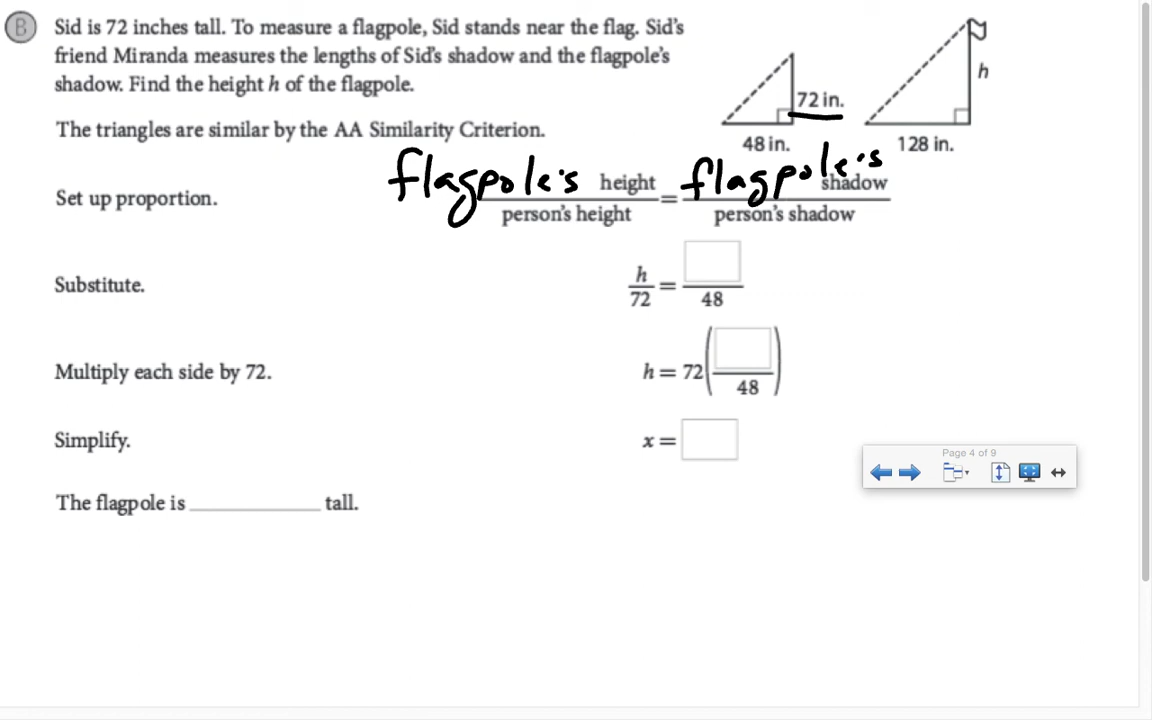 B Sid is 72 inches tall. To measure a flagpole, Sid stands near the flag. Sid's
friend Miranda measures the lengths of Sid's shadow and the flagpole's
shadow. Find the height h of the flagpole.
72 in.
h
48 in.
128 in.
The triangles are similar by the AA Similarity Criterion.
Set up proportion.
flagpole's height = flagpole's shadow
person's height person's shadow
Substitute.
h
72
=
48
Multiply each side by 72.
h = 72(
48
)
Simplify.
x =
The flagpole is ____________ tall.
Page 4 of 9